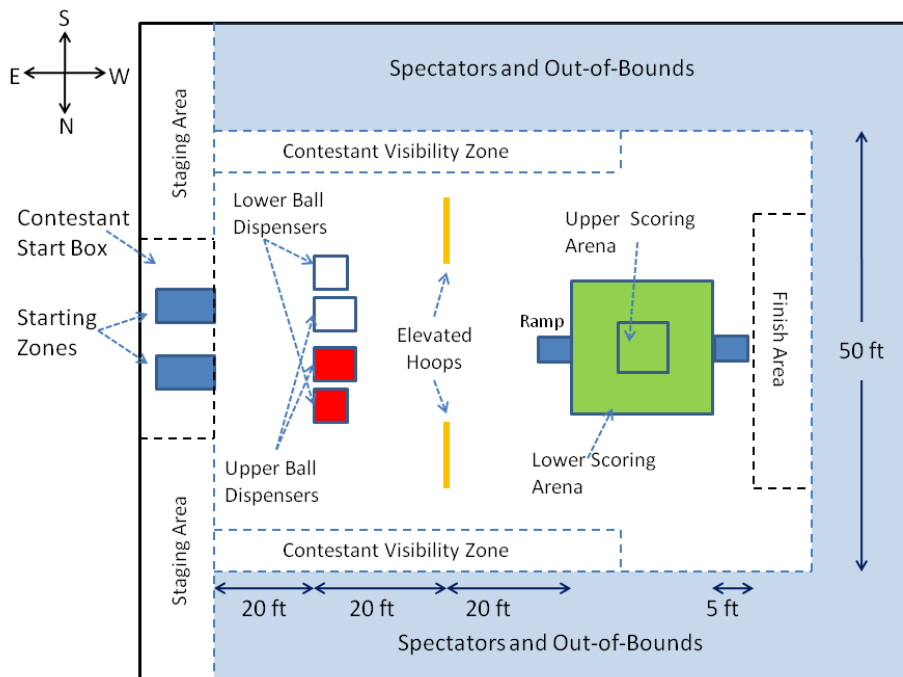 S
E
W
N
Spectators and Out-of-Bounds
Staging Area
Contestant Visibility Zone
Contestant
Start Box
Lower Ball
Dispensers
Upper Scoring
Arena
Starting
Zones
Elevated
Hoops
Ramp
Finish Area
50 ft
Upper Ball
Dispensers
Lower Scoring
Arena
Staging Area
Contestant Visibility Zone
20 ft
20 ft
20 ft
5 ft
Spectators and Out-of-Bounds